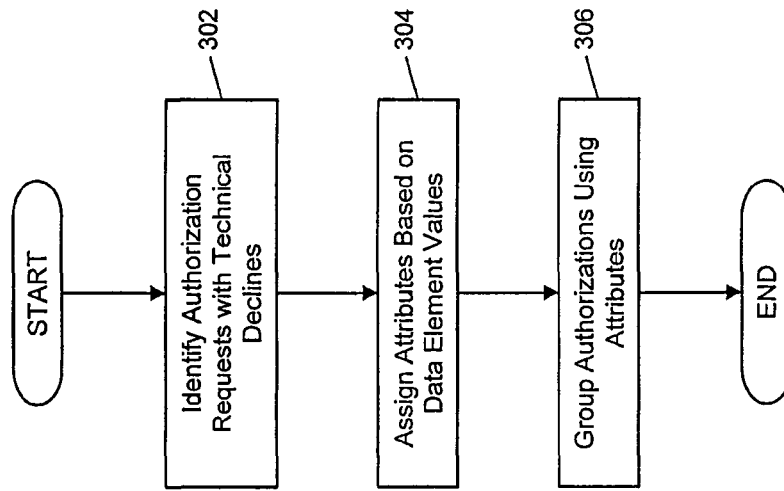 START
Identify Authorization
Requests with Technical
Declines
302
Assign Attributes Based on
Data Element Values
304
Group Authorizations Using
Attributes
306
END